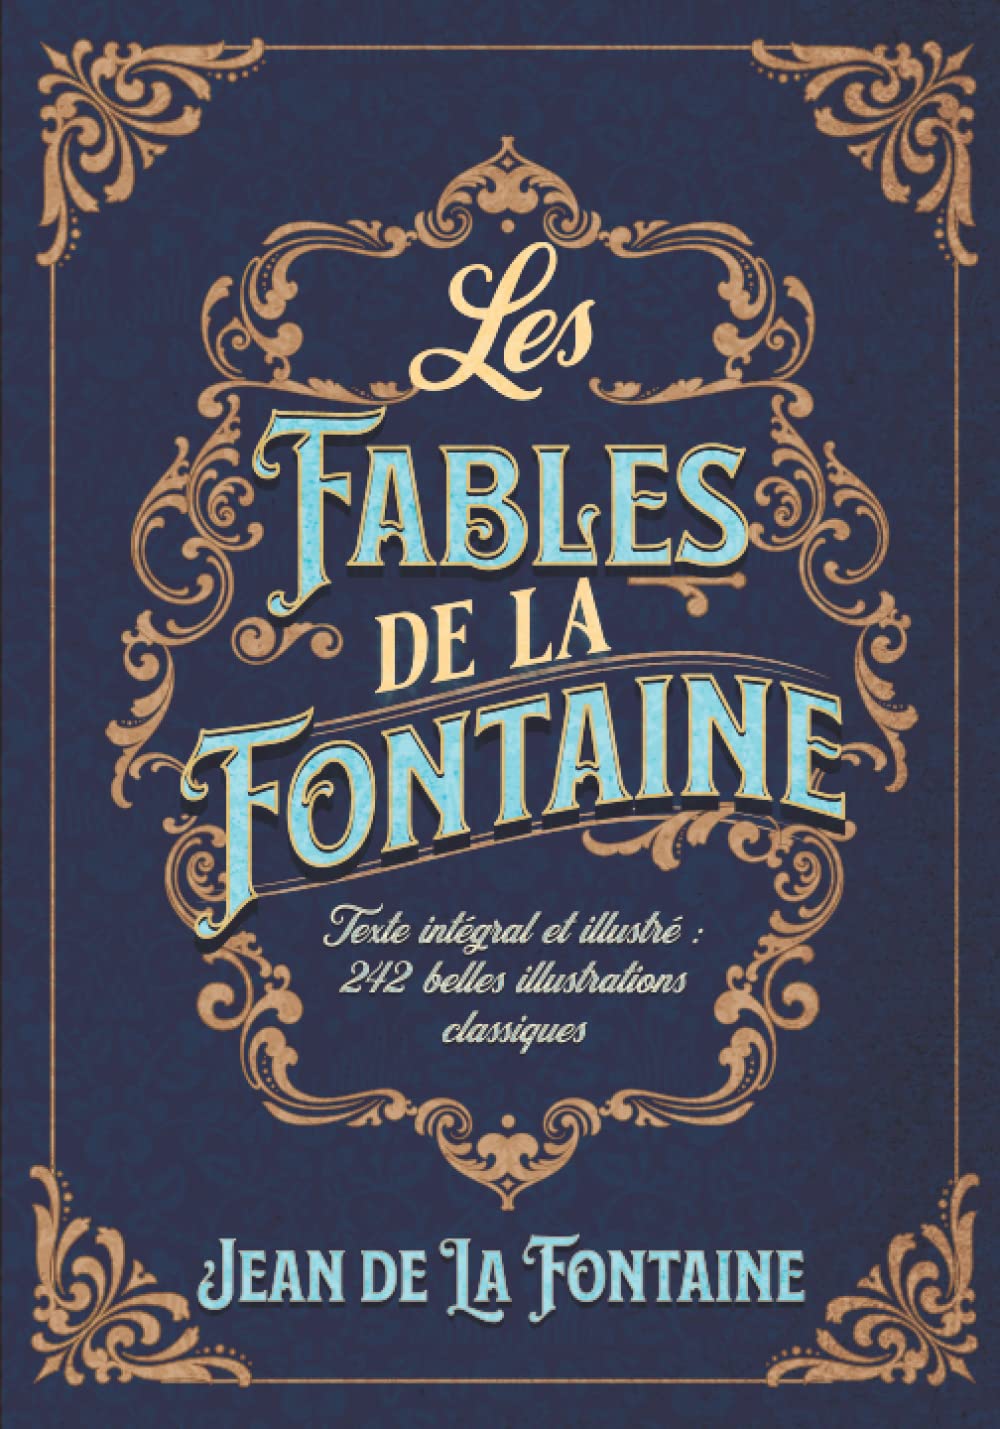 Les
FABLES
DE LA
FONTAINE
Texte intégral et illustré :
242 belles illustrations
classiques
JEAN DE LA FONTAINE